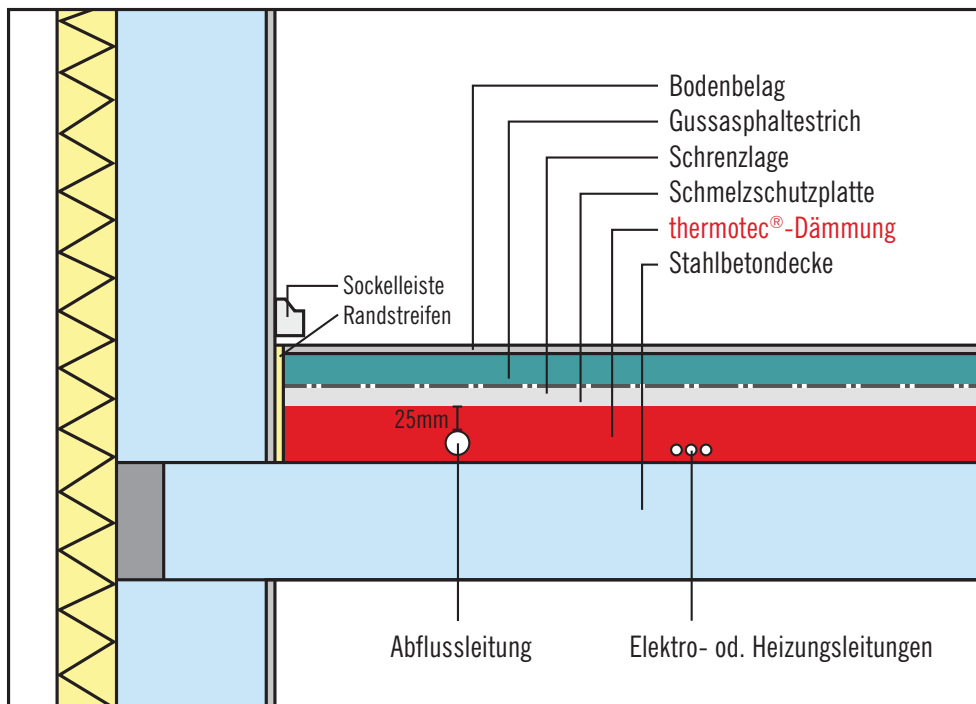 Bodenbelag
Gussasphaltestrich
Schrenzlage
Schmelzschutzplatte
thermotec®-Dämmung
Stahlbetondecke
Sockelleiste
Randstreifen
25mm
Abflussleitung
Elektro- od. Heizungsleitungen